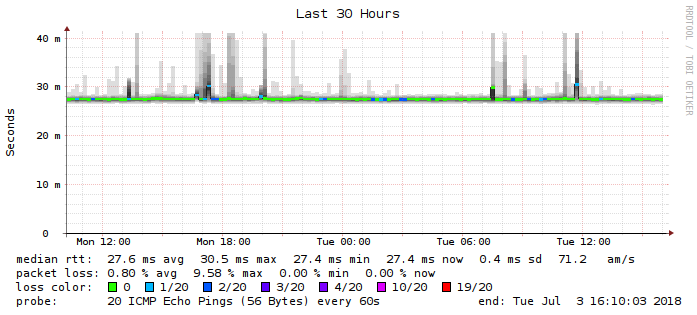 Last 30 Hours
RRDTOOL / TOBI OETIKER
Seconds
40 m
30 m
20 m
10 m
0
Mon 12:00 Mon 18:00 Tue 00:00 Tue 06:00 Tue 12:00
median rtt: 27.6 ms avg 30.5 ms max 27.4 ms min 27.4 ms now 0.4 ms sd 71.2 am/s
packet loss: 0.80 % avg 9.58 % max 0.00 % min 0.00 % now
loss color: 0 1/20 2/20 3/20 4/20 10/20 19/20
probe: 20 ICMP Echo Pings (56 Bytes) every 60s end: Tue Jul 3 16:10:03 2018